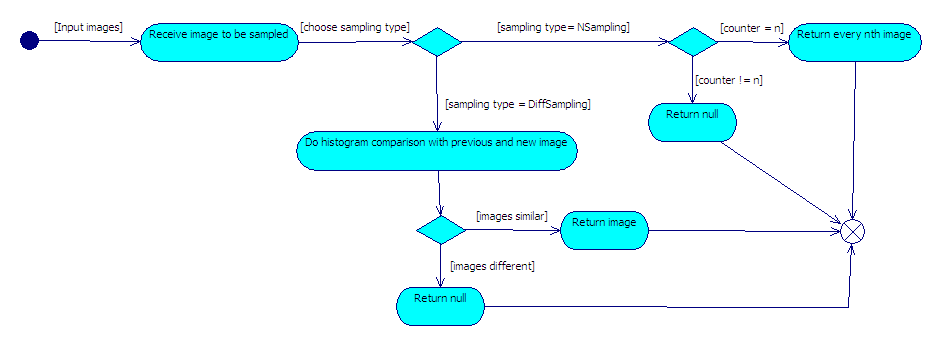 [Input images]
Receive image to be sampled
[choose sampling type]
[sampling type= NSampling]
[counter = n]
Return every nth image
[counter != n]
[sampling type = DiffSampling]
Return null
Do histogram comparison with previous and new image
[images similar]
Return image
[images different]
Return null